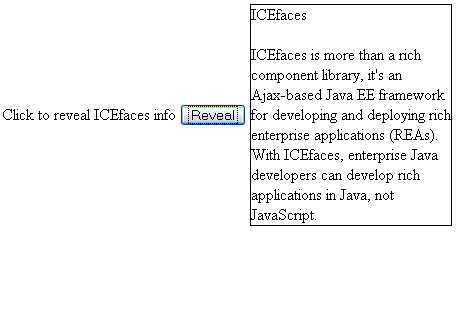 Click to reveal ICEfaces info Reveal
ICEfaces
ICEfaces is more than a rich
component library, it's an
Ajax-based Java EE framework
for developing and deploying rich
enterprise applications (REAs).
With ICEfaces, enterprise Java
developers can develop rich
applications in Java, not
JavaScript.